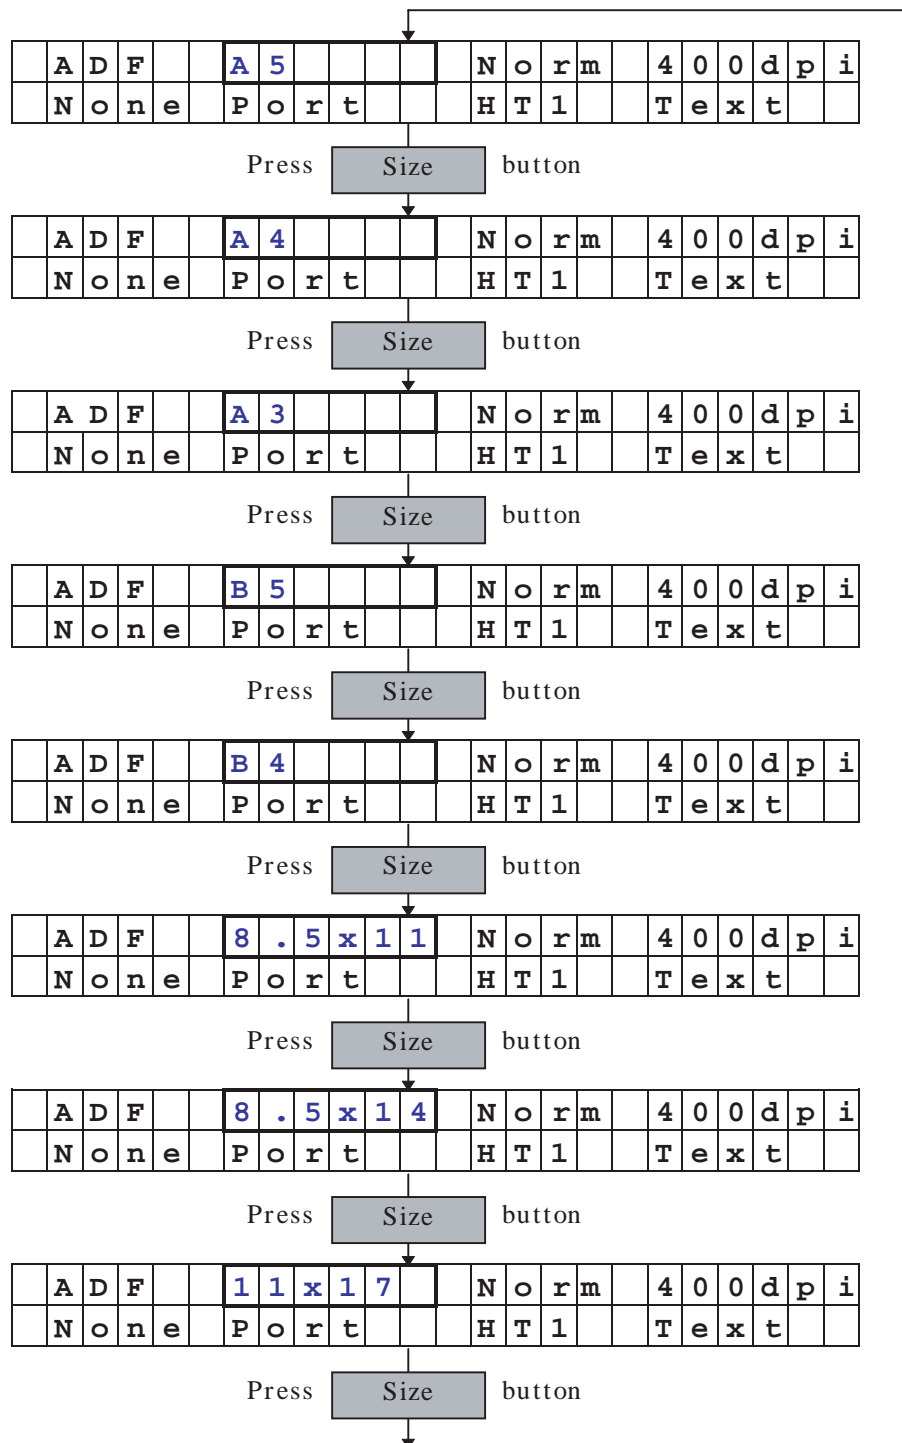 ADF A5 Norm 400dpi
None Port HT1 Text
Press Size button
ADF A4 Norm 400dpi
None Port HT1 Text
Press Size button
ADF A3 Norm 400dpi
None Port HT1 Text
Press Size button
ADF B5 Norm 400dpi
None Port HT1 Text
Press Size button
ADF B4 Norm 400dpi
None Port HT1 Text
Press Size button
ADF 8.5x11 Norm 400dpi
None Port HT1 Text
Press Size button
ADF 8.5x14 Norm 400dpi
None Port HT1 Text
Press Size button
ADF 11x17 Norm 400dpi
None Port HT1 Text
Press Size button